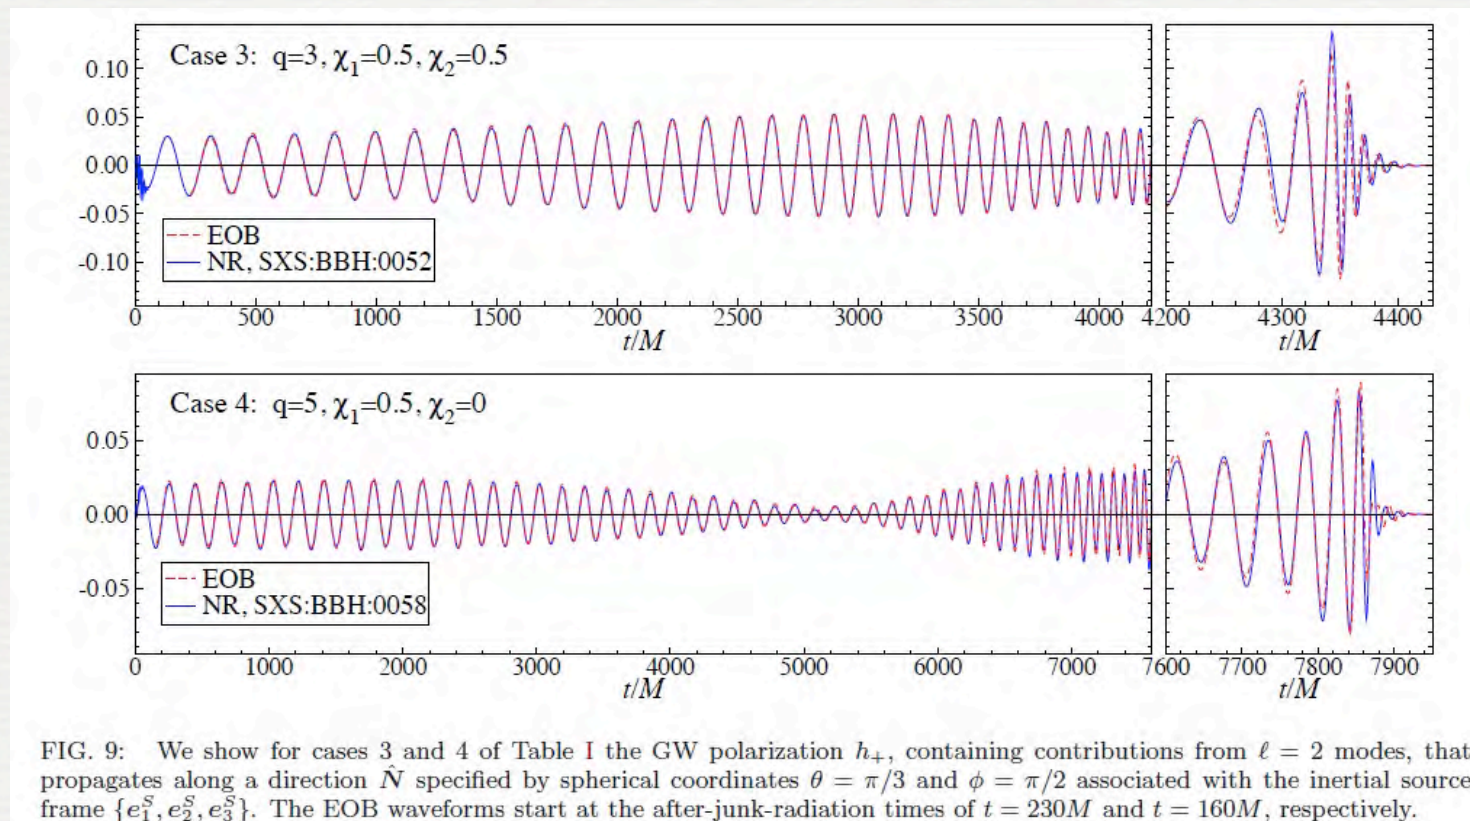 Case 3: q=3, χ₁=0.5, χ₂=0.5
0.10
0.05
0.00
-0.05
-0.10
EOB
NR, SXS:BBH:0052
0 500 1000 1500 2000 2500 3000 3500 4000 4200 4300 4400
t/M t/M
Case 4: q=5, χ₁=0.5, χ₂=0
0.05
0.00
-0.05
EOB
NR, SXS:BBH:0058
0 1000 2000 3000 4000 5000 6000 7000 7600 7700 7800 7900
t/M t/M
FIG. 9: We show for cases 3 and 4 of Table I the GW polarization h₊, containing contributions from ℓ = 2 modes, that
propagates along a direction N̂ specified by spherical coordinates θ = π/3 and ϕ = π/2 associated with the inertial source
frame {e₁ˢ, e₂ˢ, e₃ˢ}. The EOB waveforms start at the after-junk-radiation times of t = 230M and t = 160M, respectively.